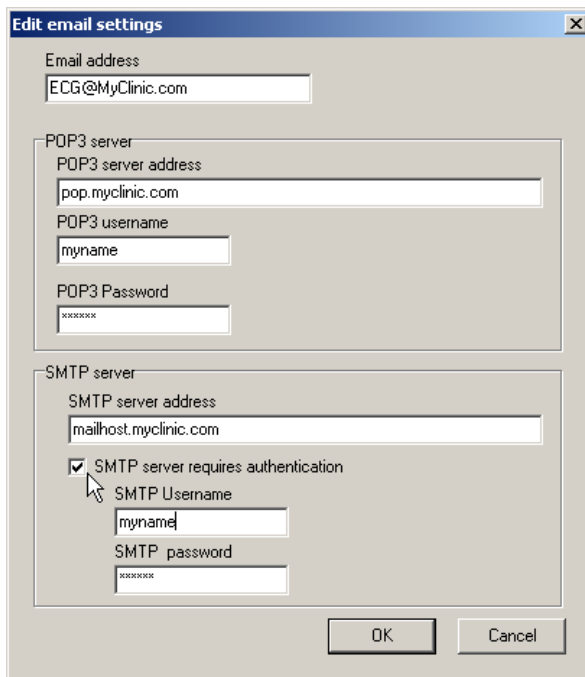 Edit email settings
Email address
ECG@MyClinic.com
POP3 server
POP3 server address
pop.myclinic.com
POP3 username
myname
POP3 Password
xxxxxx
SMTP server
SMTP server address
mailhost.myclinic.com
SMTP server requires authentication
SMTP Username
myname
SMTP password
xxxxxx
OK Cancel